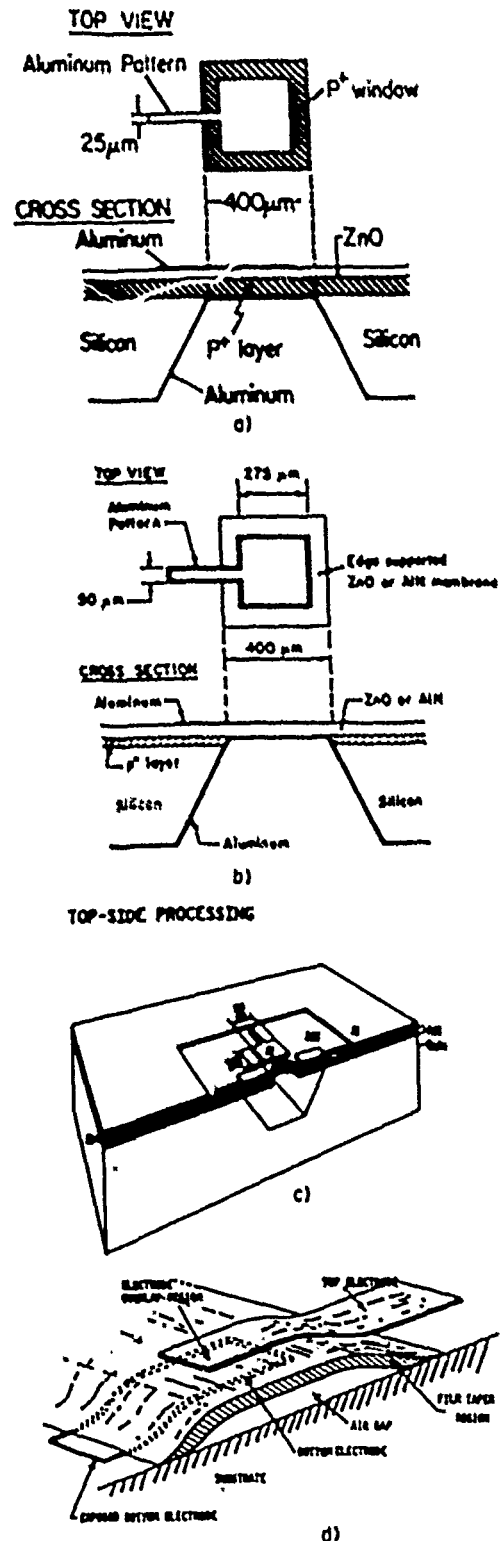 TOP VIEW
Aluminum Pattern
P+ window
25μm
CROSS SECTION
400μm
Aluminum
ZnO
Silicon
P+ layer
Silicon
Aluminum
a)
TOP VIEW
275 μm
Aluminum
Pattern
Edge supported
ZnO or AlN membrane
90 μm
400 μm
CROSS SECTION
Aluminum
ZnO or AlN
p+ layer
Silicon
Silicon
Aluminum
b)
TOP-SIDE PROCESSING
c)
ELECTRODE
OVERLAP REGION
TOP ELECTRODE
FILM TAPER
REGION
AIR GAP
BOTTOM ELECTRODE
SUBSTRATE
EXPOSED BOTTOM ELECTRODE
d)